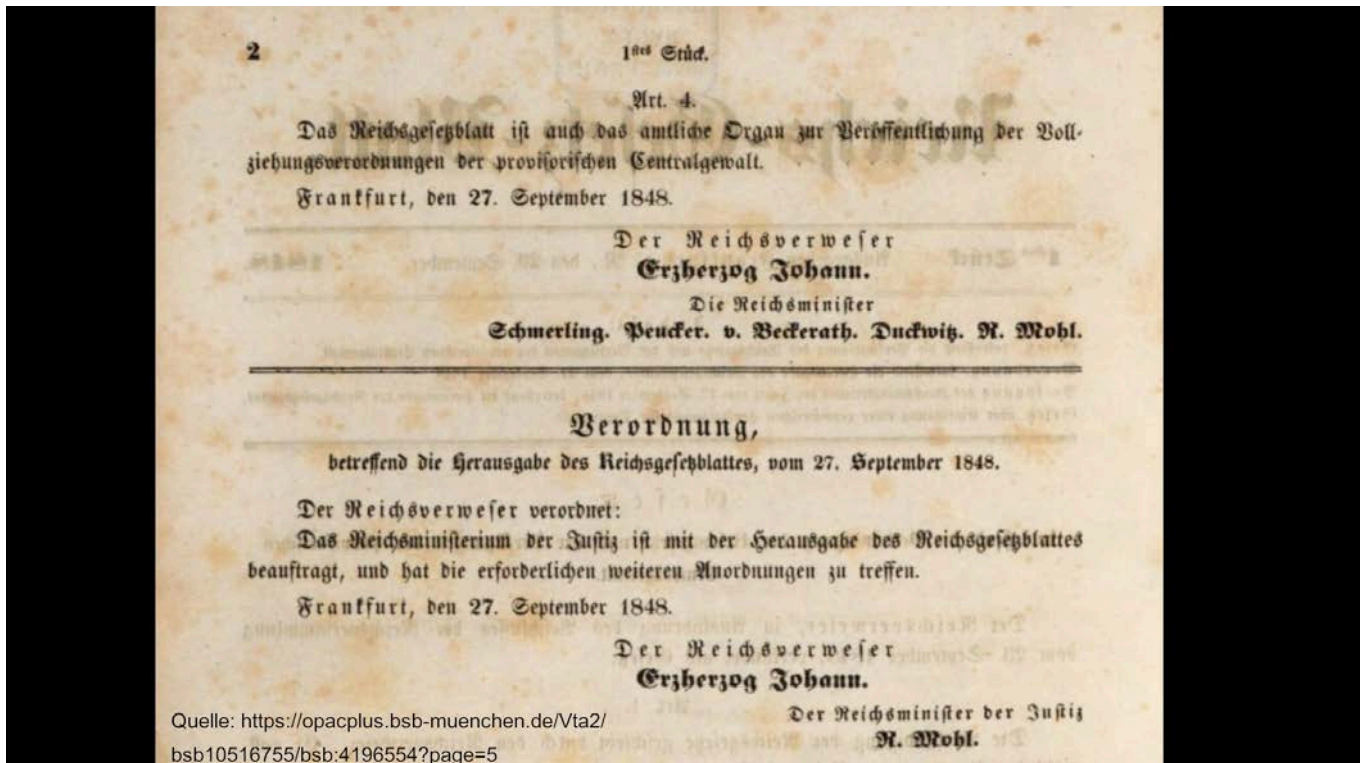 2
1stes Stück.
Art. 4.
Das Reichsgesetzblatt ist auch das amtliche Organ zur Veröffentlichung der Voll-
ziehungsverordnungen der provisorischen Centralgewalt.
Frankfurt, den 27. September 1848.
Der Reichsverweser
Erzherzog Johann.
Die Reichsminister
Schmerling. Peucker. v. Beckerath. Duckwitz. R. Mohl.
Verordnung,
betreffend die Herausgabe des Reichsgesetzblattes, vom 27. September 1848.
Der Reichsverweser verordnet:
Das Reichsministerium der Justiz ist mit der Herausgabe des Reichsgesetzblattes
beauftragt, und hat die erforderlichen weiteren Anordnungen zu treffen.
Frankfurt, den 27. September 1848.
Der Reichsverweser
Erzherzog Johann.
Der Reichsminister der Justiz
R. Mohl.
Quelle: https://opacplus.bsb-muenchen.de/Vta2/
bsb10516755/bsb:4196554?page=5